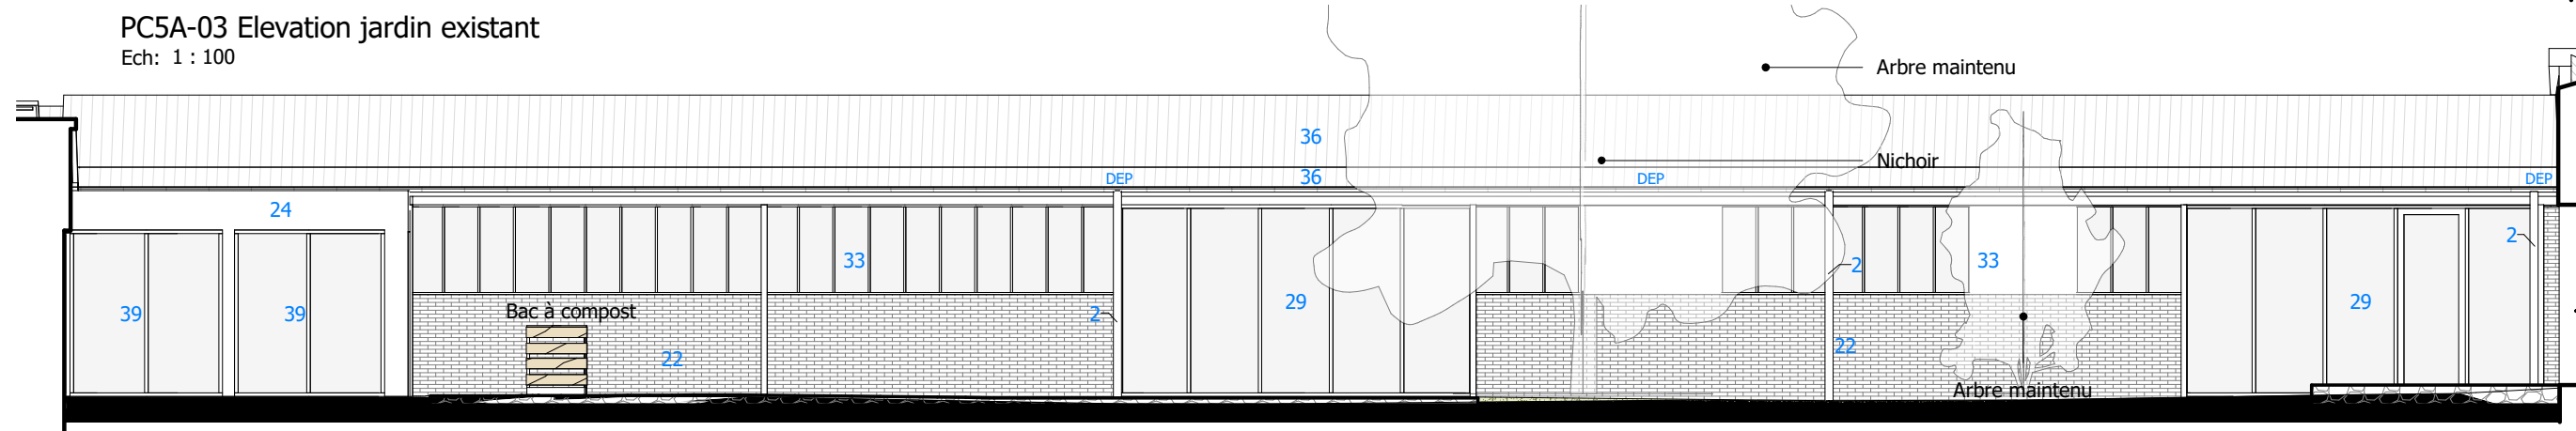 PC5A-03 Elevation jardin existant
Ech: 1 : 100
Arbre maintenu
36
Nichoir
DEP
36
DEP
DEP
24
2
33
2
33
39
39
Bac à compost
2
29
29
22
22
Arbre maintenu